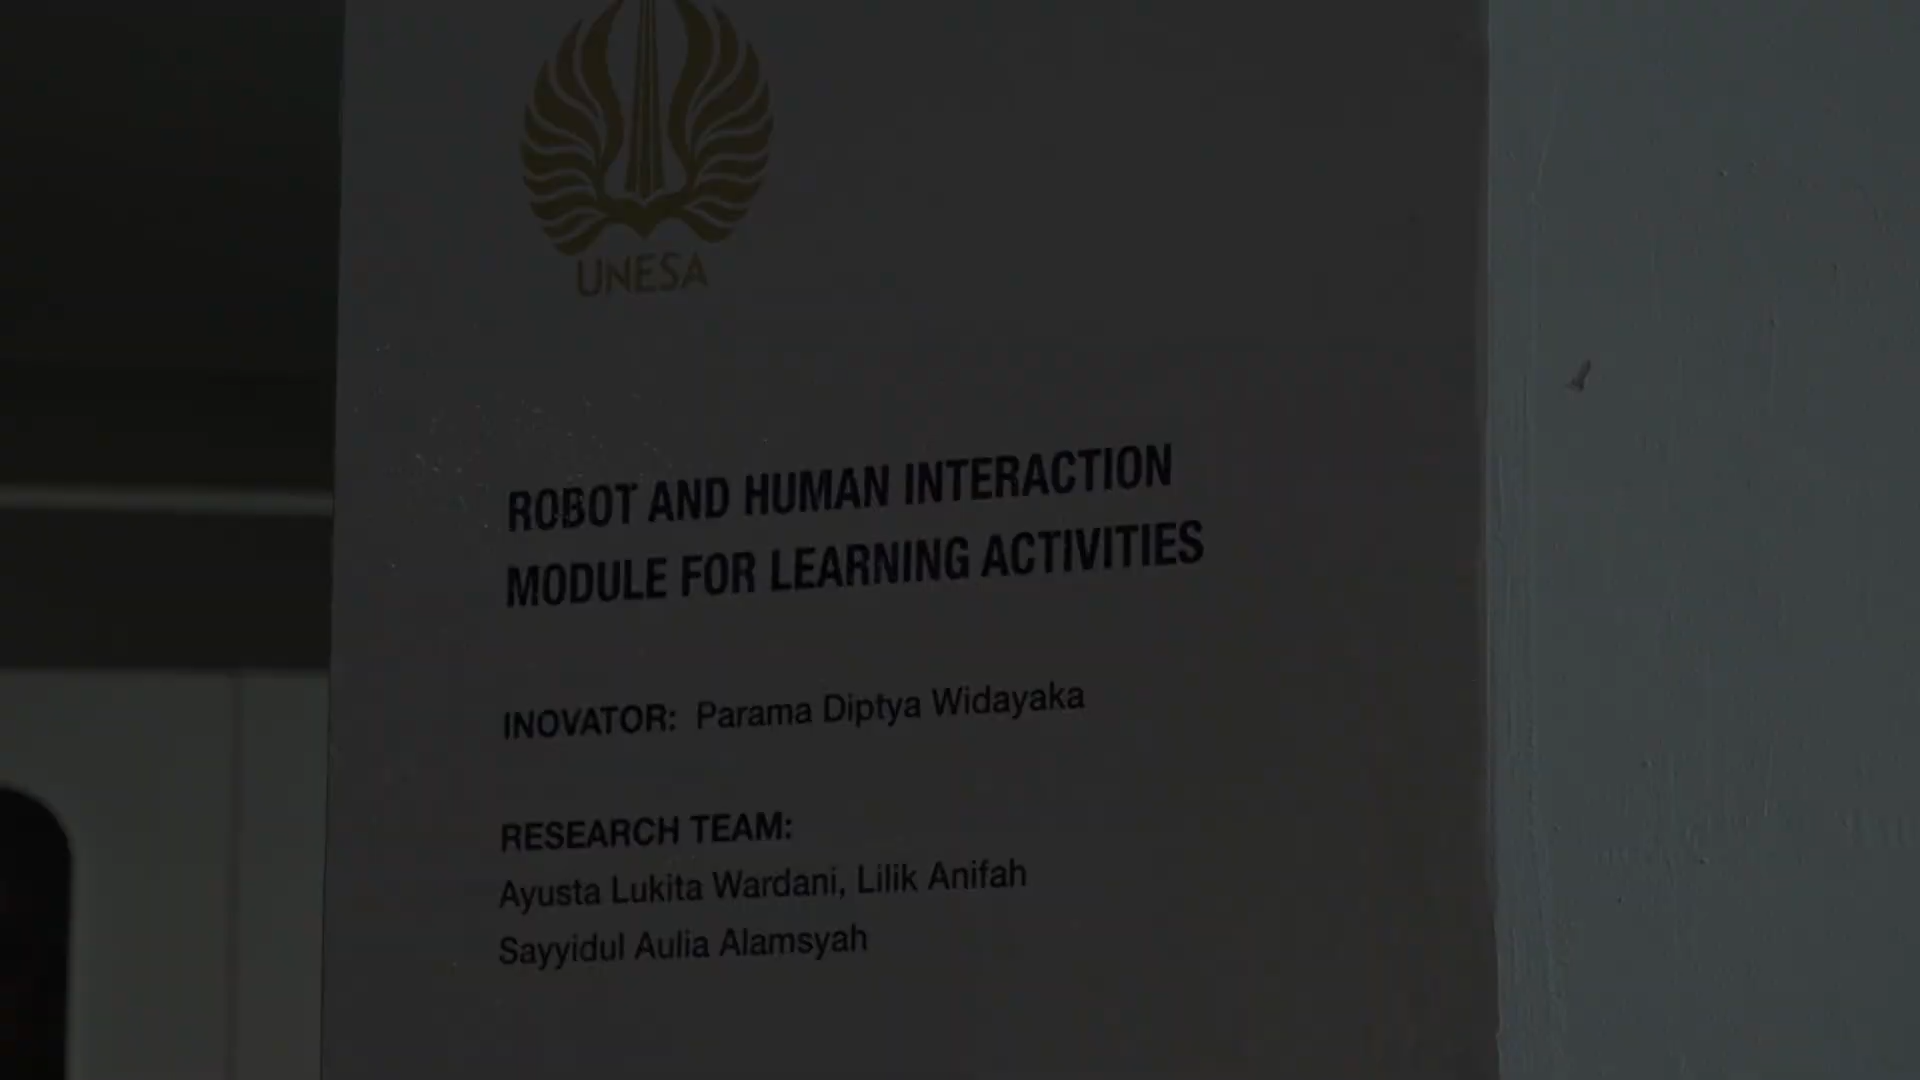 UNESA
ROBOT AND HUMAN INTERACTION
MODULE FOR LEARNING ACTIVITIES
INOVATOR: Parama Diptya Widayaka
RESEARCH TEAM:
Ayusta Lukita Wardani, Lilik Anifah
Sayyidul Aulia Alamsyah